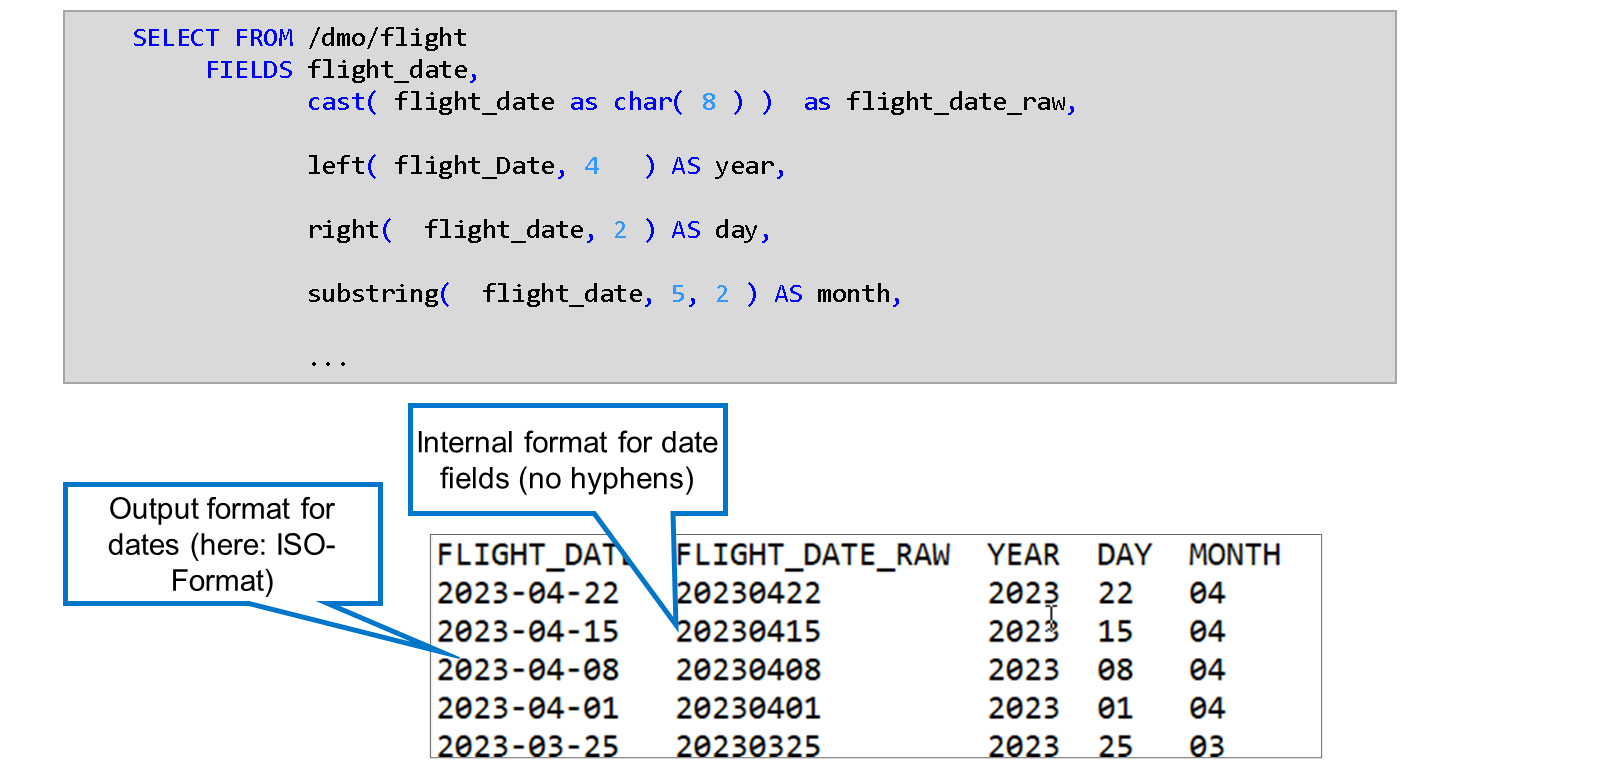 SELECT FROM /dmo/flight
FIELDS flight_date,
cast( flight_date as char( 8 ) )  as flight_date_raw,
left( flight_Date, 4   ) AS year,
right(  flight_date, 2 ) AS day,
substring(  flight_date, 5, 2 ) AS month,
...
Internal format for date
fields (no hyphens)
Output format for
dates (here: ISO-
Format)
FLIGHT_DATE FLIGHT_DATE_RAW YEAR DAY MONTH
2023-04-22 20230422 2023 22 04
2023-04-15 20230415 2023 15 04
2023-04-08 20230408 2023 08 04
2023-04-01 20230401 2023 01 04
2023-03-25 20230325 2023 25 03